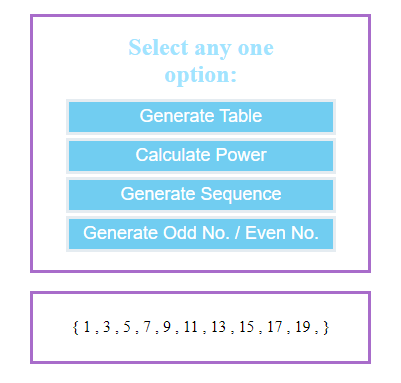 Select any one
option:
Generate Table
Calculate Power
Generate Sequence
Generate Odd No. / Even No.
{ 1 , 3 , 5 , 7 , 9 , 11 , 13 , 15 , 17 , 19 , }